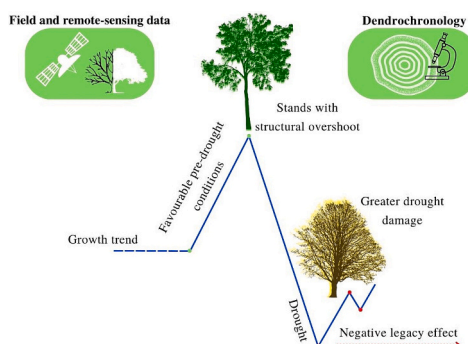 Field and remote-sensing data
Dendrochronology
Stands with
structural overshoot
Favourable pre-drought
conditions
Growth trend
Greater drought
damage
Drought
Negative legacy effect